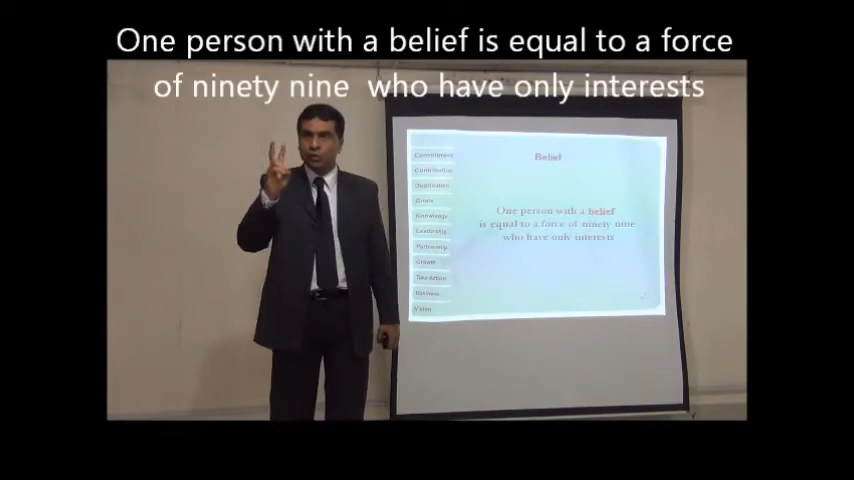 One person with a belief is equal to a force
of ninety nine who have only interests
Commitment
Contribution
Duplication
Goals
Knowledge
Leadership
Partnership
Growth
Take Action
Business
Vision
Belief
One person with a belief
is equal to a force of ninety nine
who have only interests